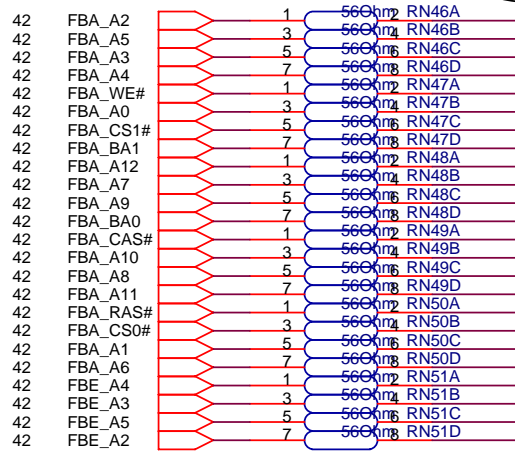 42 FBA_A2 1 56Ohm 2 RN46A
42 FBA_A5 3 56Ohm 4 RN46B
42 FBA_A3 5 56Ohm 6 RN46C
42 FBA_A4 7 56Ohm 8 RN46D
42 FBA_WE# 1 56Ohm 2 RN47A
42 FBA_A0 3 56Ohm 4 RN47B
42 FBA_CS1# 5 56Ohm 6 RN47C
42 FBA_BA1 7 56Ohm 8 RN47D
42 FBA_A12 1 56Ohm 2 RN48A
42 FBA_A7 3 56Ohm 4 RN48B
42 FBA_A9 5 56Ohm 6 RN48C
42 FBA_BA0 7 56Ohm 8 RN48D
42 FBA_CAS# 1 56Ohm 2 RN49A
42 FBA_A10 3 56Ohm 4 RN49B
42 FBA_A8 5 56Ohm 6 RN49C
42 FBA_A11 7 56Ohm 8 RN49D
42 FBA_RAS# 1 56Ohm 2 RN50A
42 FBA_CS0# 3 56Ohm 4 RN50B
42 FBA_A1 5 56Ohm 6 RN50C
42 FBA_A6 7 56Ohm 8 RN50D
42 FBE_A4 1 56Ohm 2 RN51A
42 FBE_A3 3 56Ohm 4 RN51B
42 FBE_A5 5 56Ohm 6 RN51C
42 FBE_A2 7 56Ohm 8 RN51D